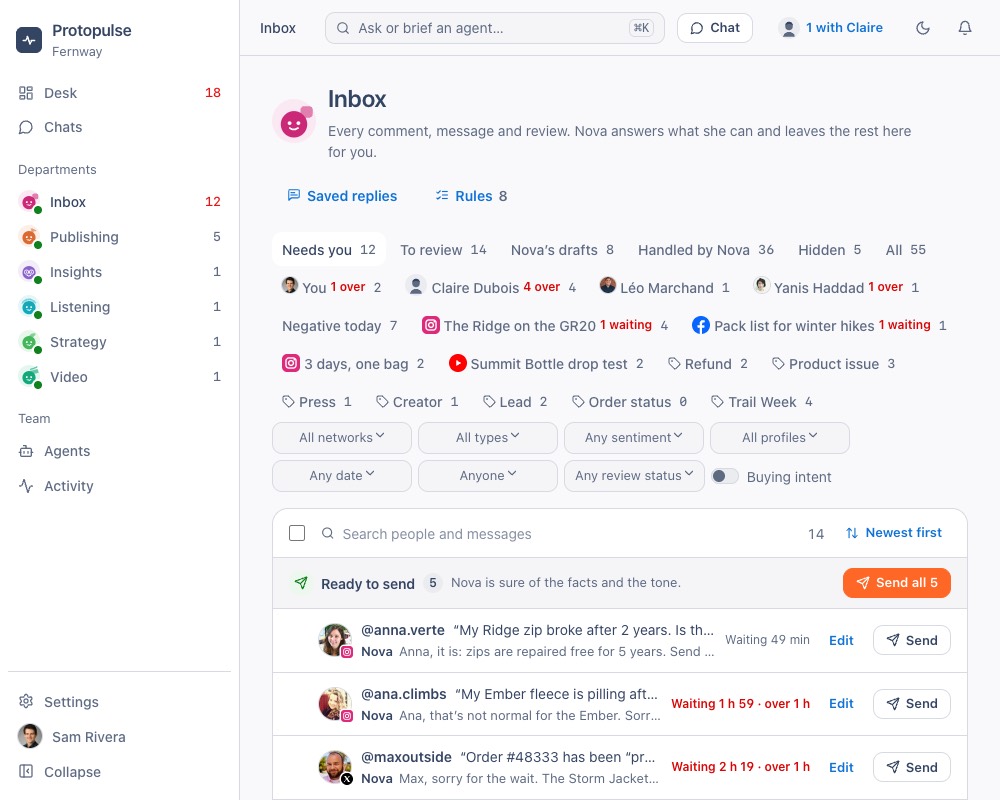 Protopulse
Fernway
Desk 18
Chats
Departments
Inbox 12
Publishing 5
Insights 1
Listening 1
Strategy 1
Video 1
Team
Agents
Activity
Settings
Sam Rivera
Collapse
Inbox
Ask or brief an agent… ⌘K
Chat
1 with Claire
Inbox
Every comment, message and review. Nova answers what she can and leaves the rest here
for you.
Saved replies
Rules 8
Needs you 12 To review 14 Nova's drafts 8 Handled by Nova 36 Hidden 5 All 55
You 1 over 2 Claire Dubois 4 over 4 Léo Marchand 1 Yanis Haddad 1 over 1
Negative today 7 The Ridge on the GR20 1 waiting 4 Pack list for winter hikes 1 waiting 1
3 days, one bag 2 Summit Bottle drop test 2 Refund 2 Product issue 3
Press 1 Creator 1 Lead 2 Order status 0 Trail Week 4
All networks All types Any sentiment All profiles
Any date Anyone Any review status Buying intent
Search people and messages 14 Newest first
Ready to send 5 Nova is sure of the facts and the tone. Send all 5
@anna.verte “My Ridge zip broke after 2 years. Is th… Waiting 49 min Edit Send
Nova Anna, it is: zips are repaired free for 5 years. Send …
@ana.climbs “My Ember fleece is pilling aft… Waiting 1 h 59 · over 1 h Edit Send
Nova Ana, that's not normal for the Ember. Sorr…
@maxoutside “Order #48333 has been “pr… Waiting 2 h 19 · over 1 h Edit Send
Nova Max, sorry for the wait. The Storm Jacket…